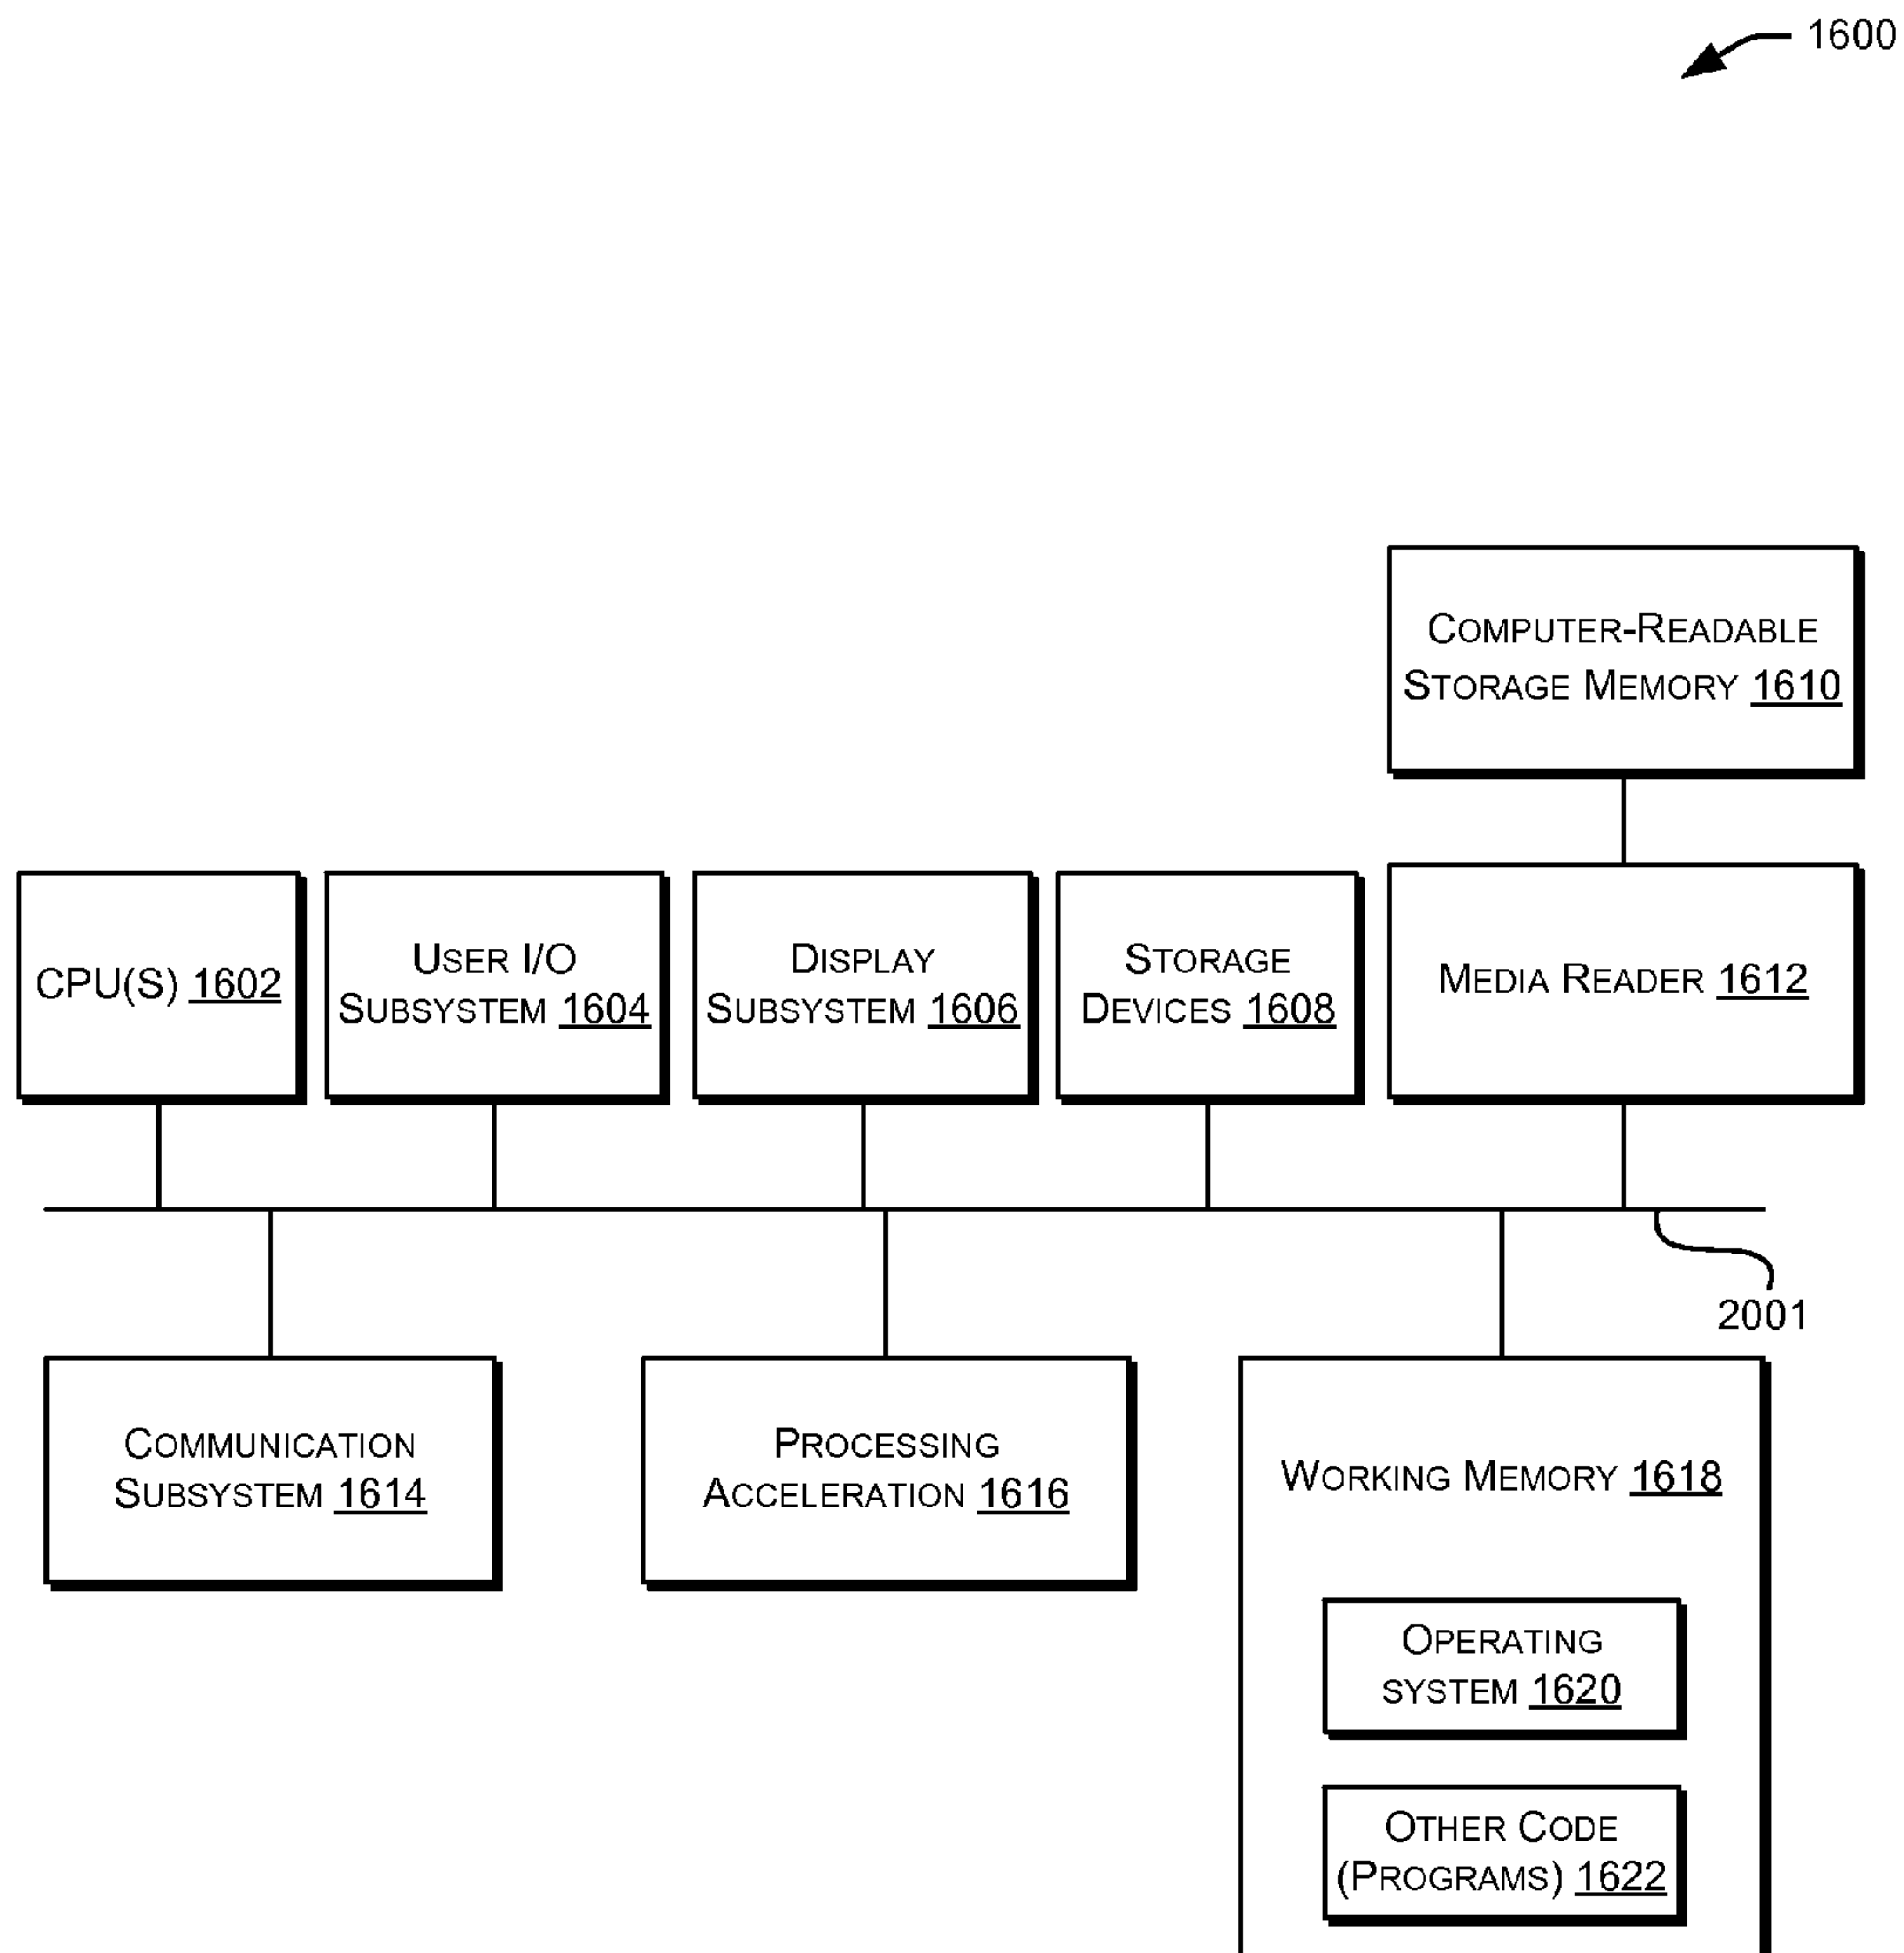 1600
COMPUTER-READABLE
STORAGE MEMORY 1610
CPU(S) 1602
USER I/O
SUBSYSTEM 1604
DISPLAY
SUBSYSTEM 1606
STORAGE
DEVICES 1608
MEDIA READER 1612
2001
COMMUNICATION
SUBSYSTEM 1614
PROCESSING
ACCELERATION 1616
WORKING MEMORY 1618
OPERATING
SYSTEM 1620
OTHER CODE
(PROGRAMS) 1622